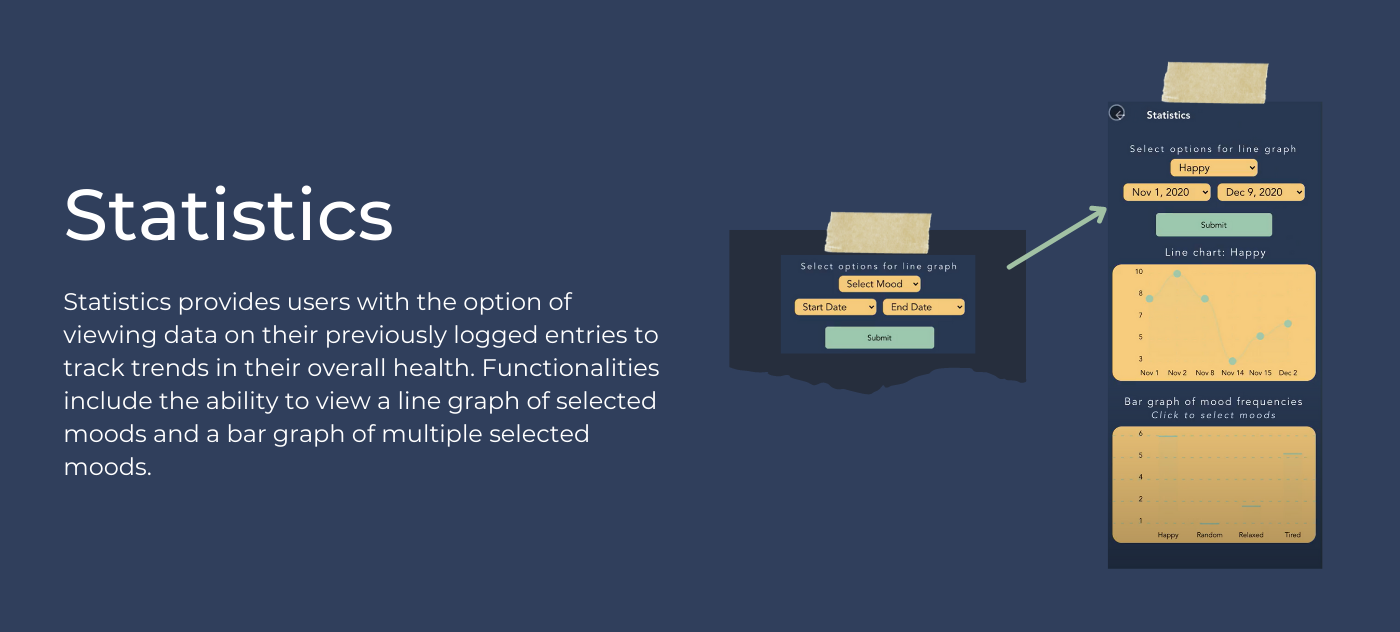 Statistics
Statistics provides users with the option of
viewing data on their previously logged entries to
track trends in their overall health. Functionalities
include the ability to view a line graph of selected
moods and a bar graph of multiple selected
moods.
Select options for line graph
Select Mood
Start Date End Date
Submit
Statistics
Select options for line graph
Happy
Nov 1, 2020 Dec 9, 2020
Submit
Line chart: Happy
10
8
7
5
3
Nov 1 Nov 2 Nov 8 Nov 14 Nov 15 Dec 2
Bar graph of mood frequencies
Click to select moods
6
5
4
2
1
Happy Random Relaxed Tired